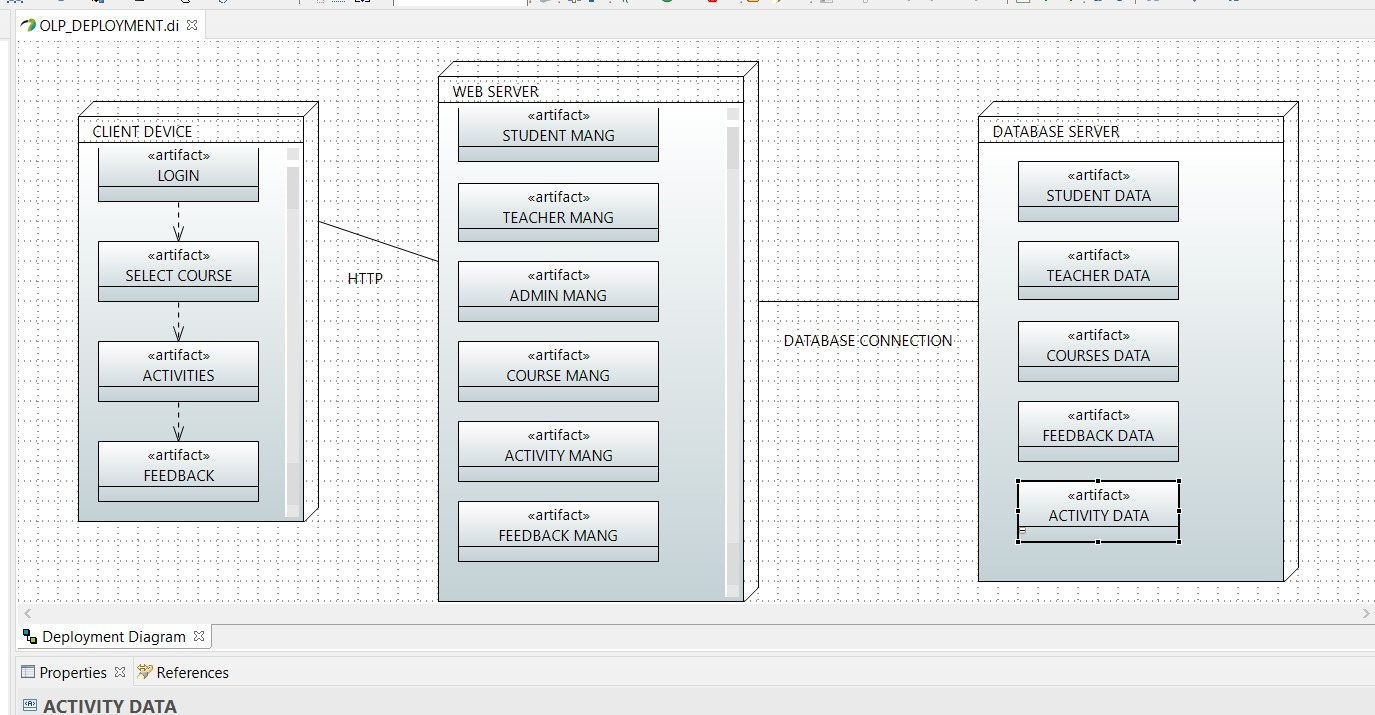 OLP_DEPLOYMENT.di
CLIENT DEVICE
«artifact»
LOGIN
«artifact»
SELECT COURSE
«artifact»
ACTIVITIES
«artifact»
FEEDBACK
HTTP
WEB SERVER
«artifact»
STUDENT MANG
«artifact»
TEACHER MANG
«artifact»
ADMIN MANG
«artifact»
COURSE MANG
«artifact»
ACTIVITY MANG
«artifact»
FEEDBACK MANG
DATABASE CONNECTION
DATABASE SERVER
«artifact»
STUDENT DATA
«artifact»
TEACHER DATA
«artifact»
COURSES DATA
«artifact»
FEEDBACK DATA
«artifact»
ACTIVITY DATA
Deployment Diagram
Properties
References
ACTIVITY DATA